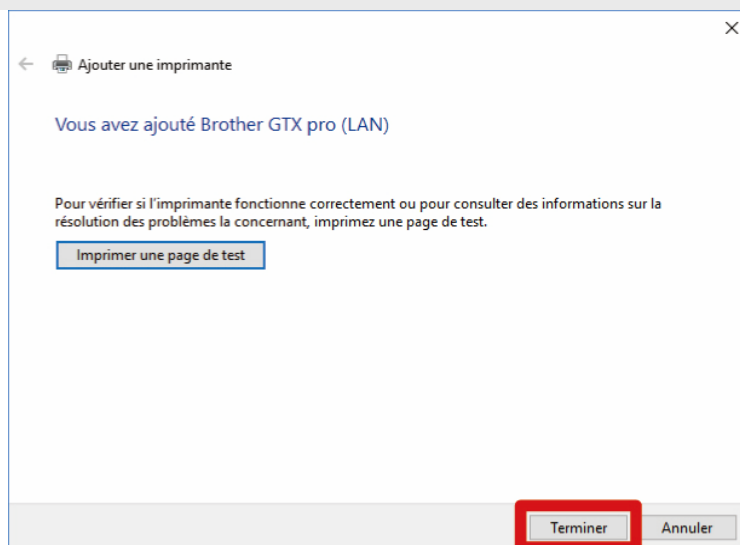 Ajouter une imprimante
Vous avez ajouté Brother GTX pro (LAN)
Pour vérifier si l'imprimante fonctionne correctement ou pour consulter des informations sur la
résolution des problèmes la concernant, imprimez une page de test.
Imprimer une page de test
Terminer
Annuler